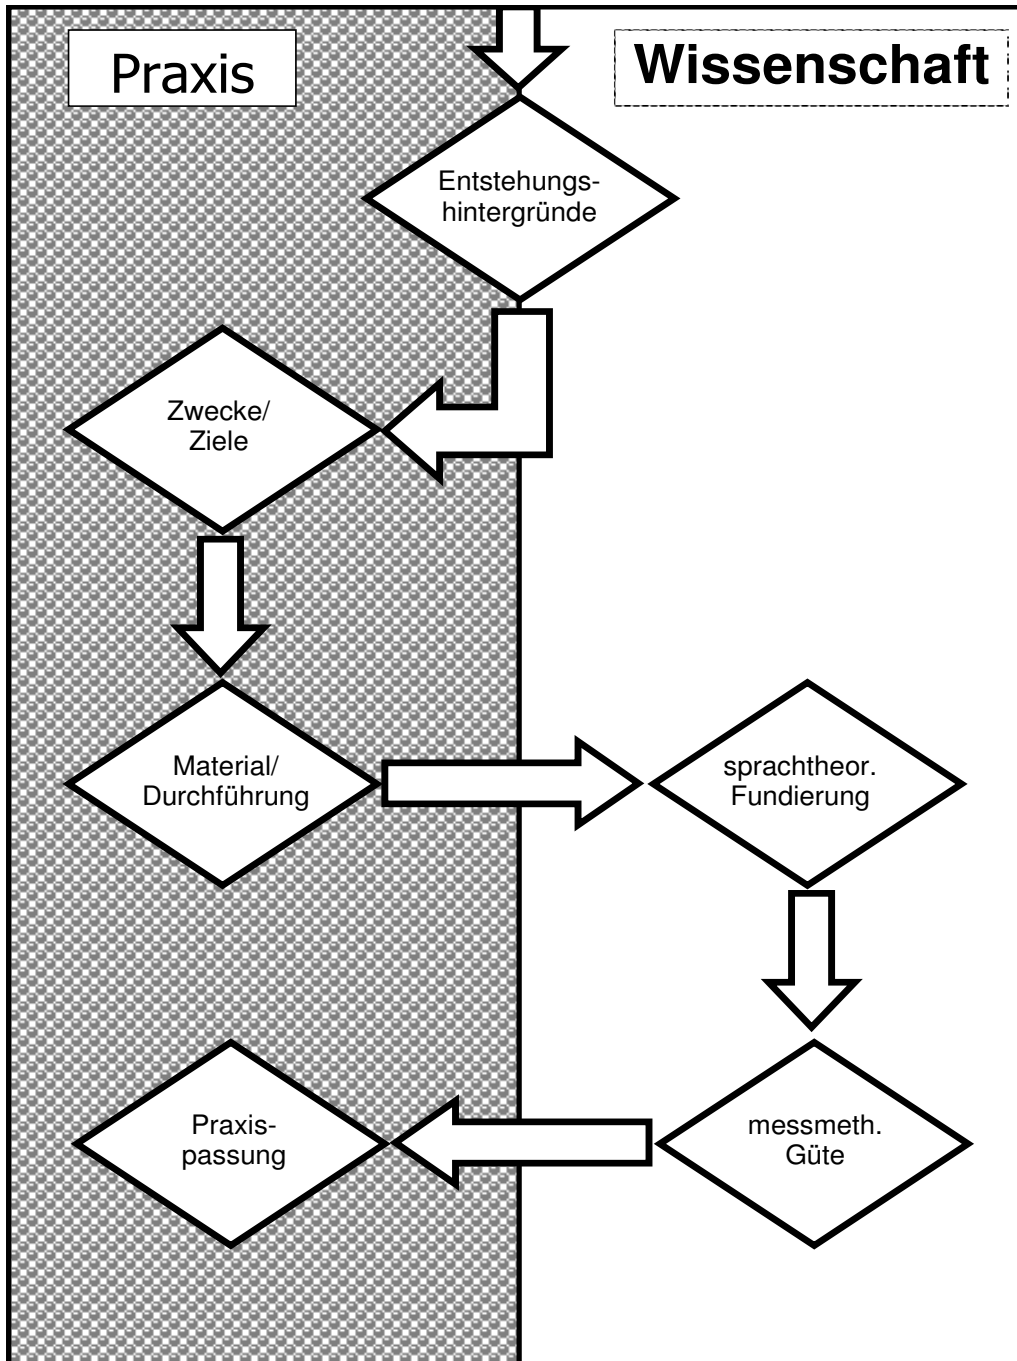 Praxis
Wissenschaft
Entstehungs-
hintergründe
Zwecke/
Ziele
Material/
Durchführung
sprachtheor.
Fundierung
Praxis-
passung
messmeth.
Güte